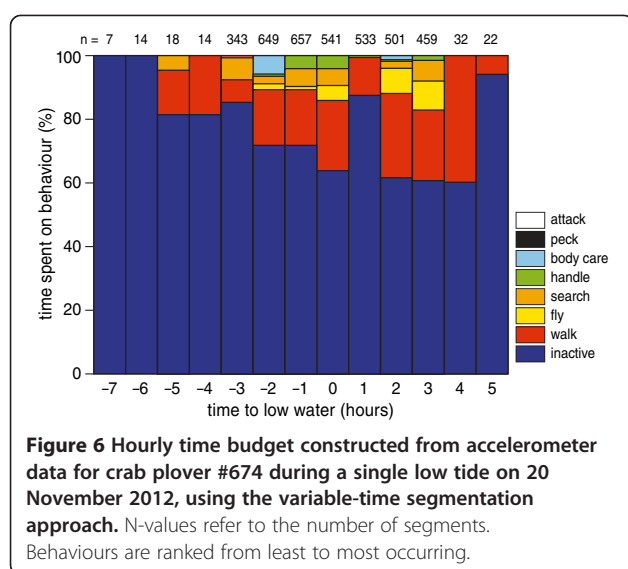 n = 7 14 18 14 343 649 657 541 533 501 459 32 22
100
80
60
40
20
0
time spent on behaviour (%)
attack
peck
body care
handle
search
fly
walk
inactive
−7 −6 −5 −4 −3 −2 −1 0 1 2 3 4 5
time to low water (hours)
Figure 6 Hourly time budget constructed from accelerometer
data for crab plover #674 during a single low tide on 20
November 2012, using the variable-time segmentation
approach. N-values refer to the number of segments.
Behaviours are ranked from least to most occurring.